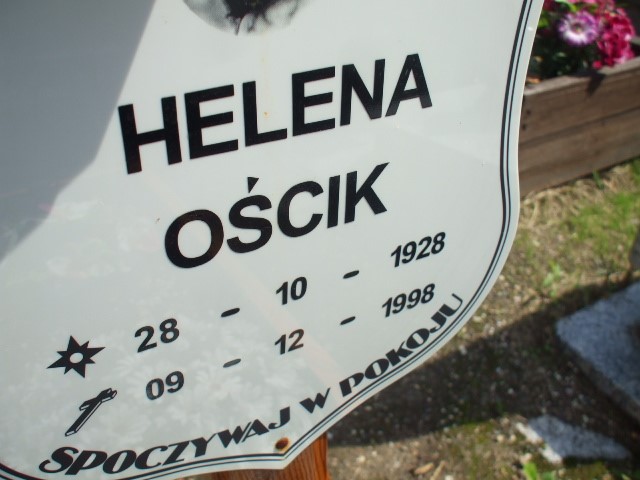 HELENA
OŚCIK
28 - 10 - 1928
09 - 12 - 1998
SPOCZYWAJ W POKOJU